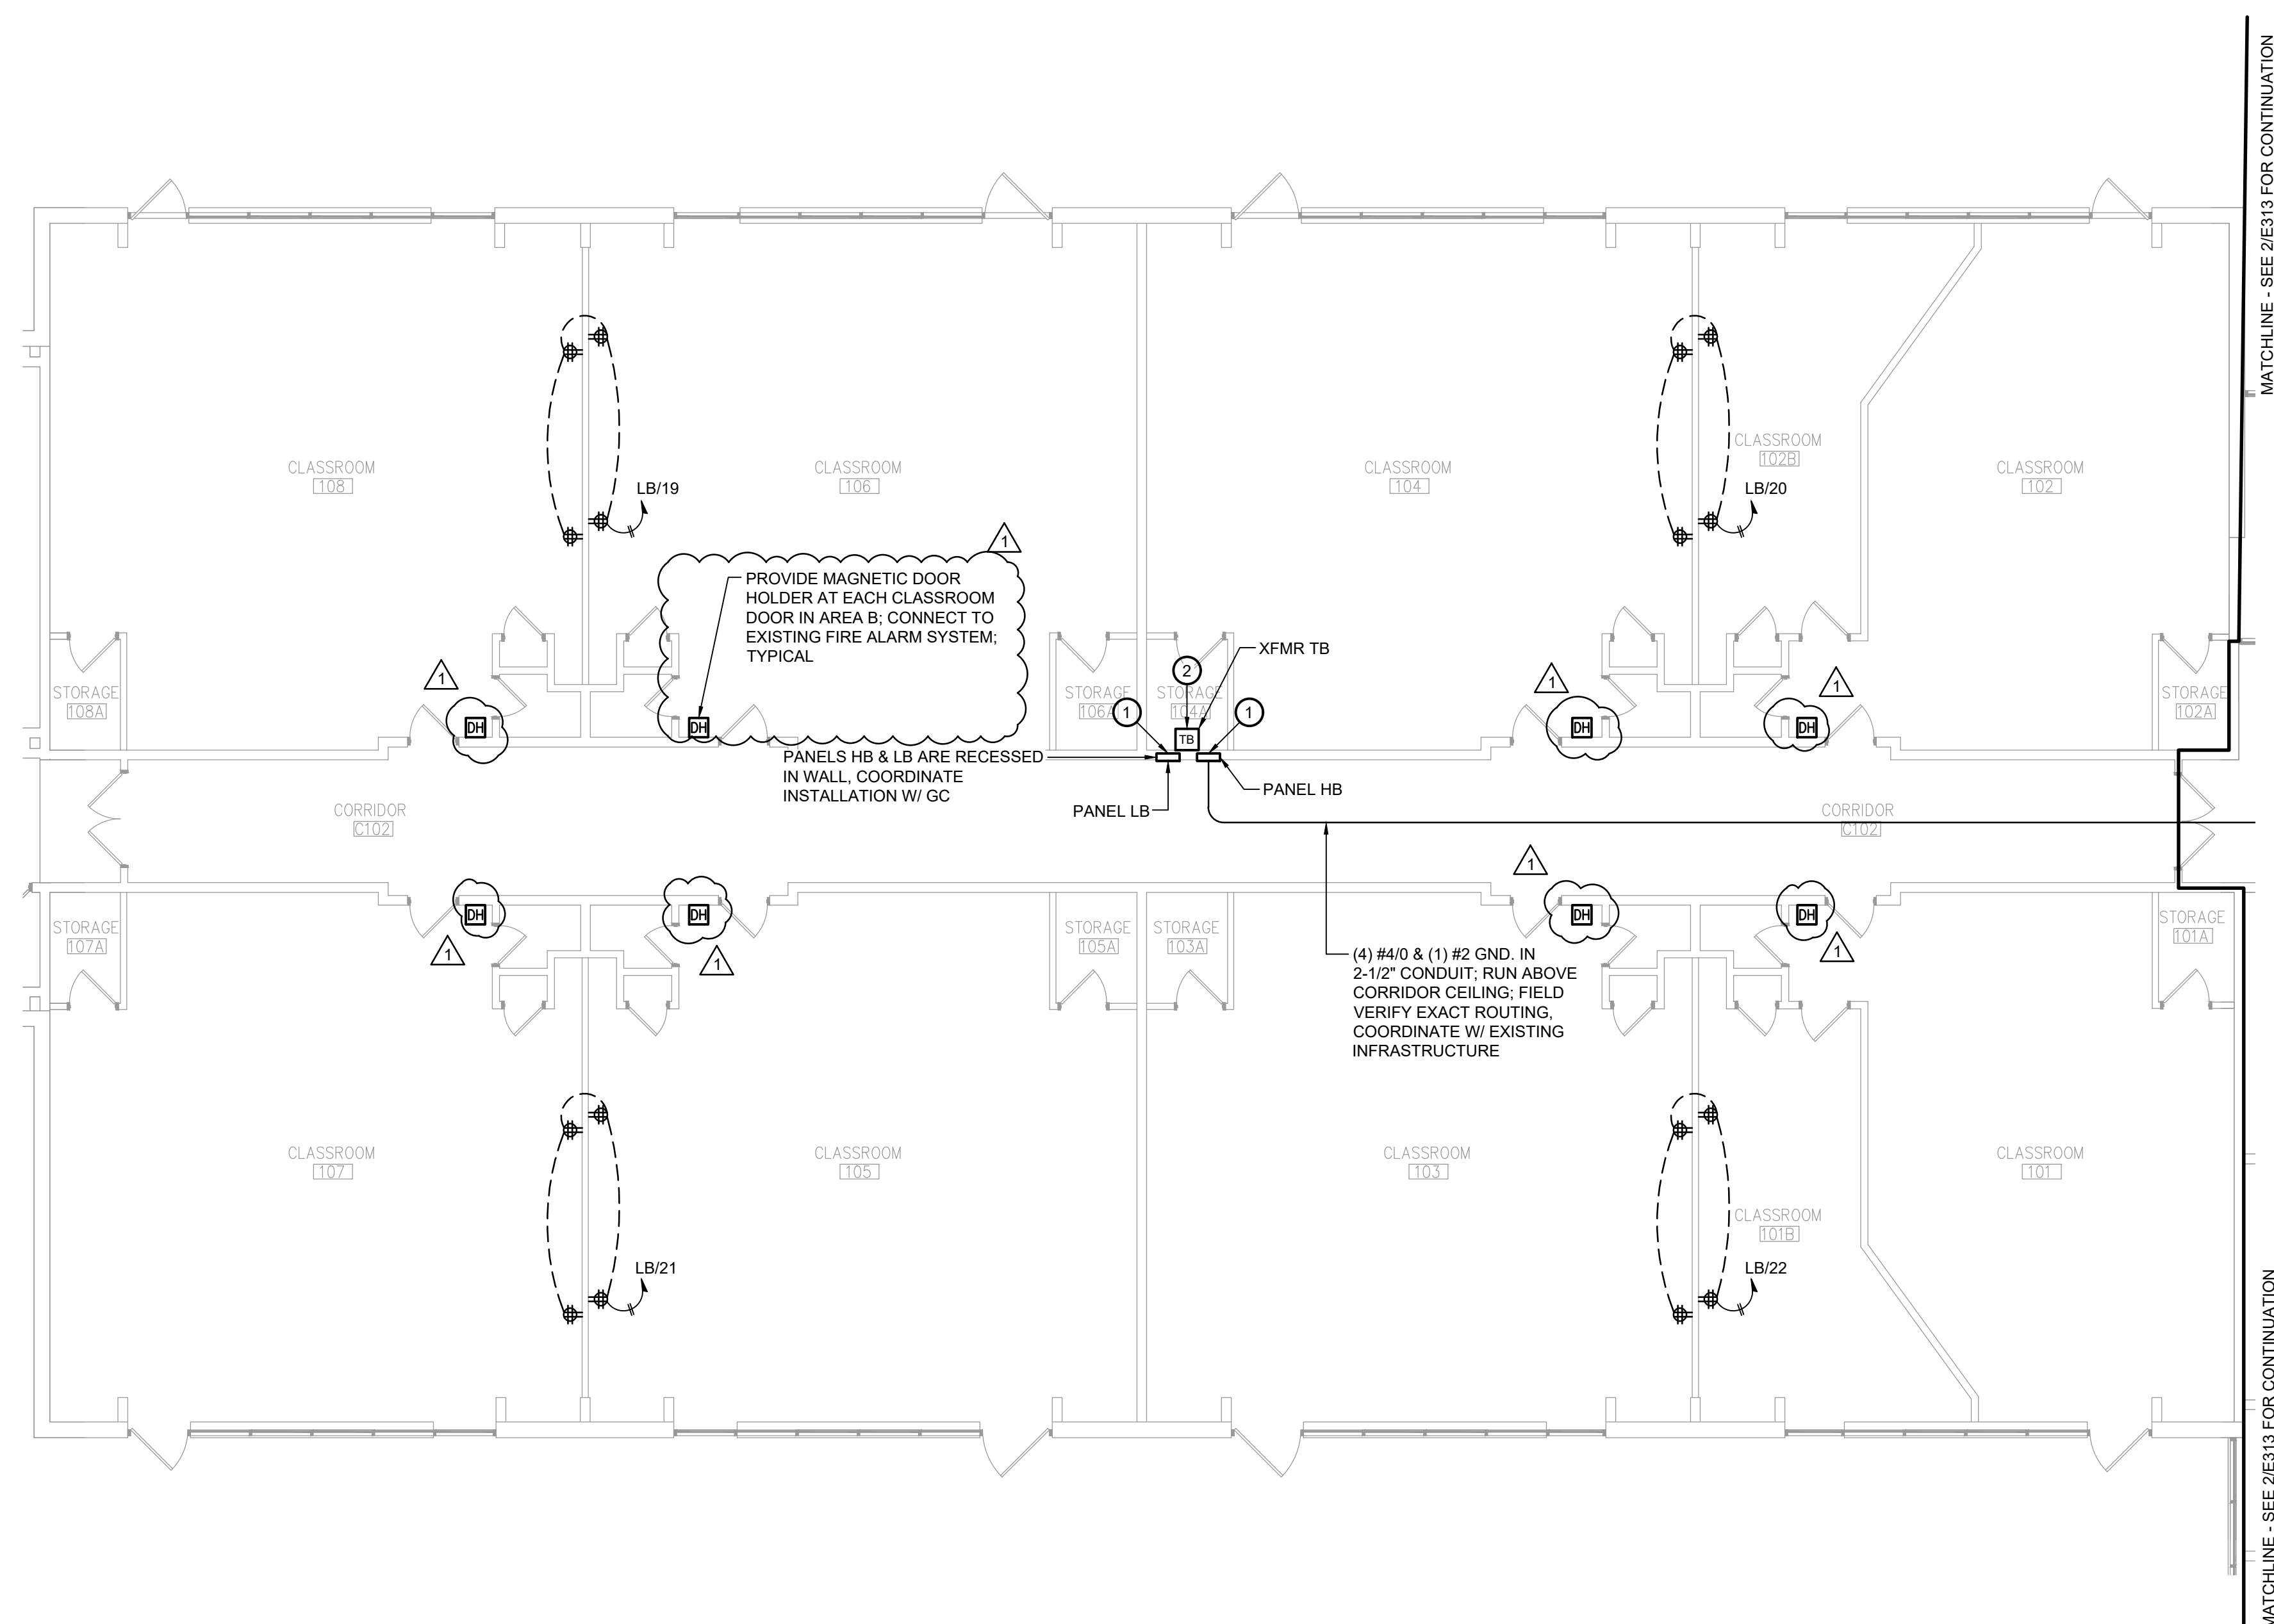 MATCHLINE - SEE 2/E313 FOR CONTINUATION
CLASSROOM
108
CLASSROOM
106
CLASSROOM
104
CLASSROOM
102B
CLASSROOM
102
LB/19
LB/20
1
PROVIDE MAGNETIC DOOR
HOLDER AT EACH CLASSROOM
DOOR IN AREA B; CONNECT TO
EXISTING FIRE ALARM SYSTEM;
TYPICAL
XFMR TB
2
1
1
1
STORAGE
108A
STORAGE
106A
STORAGE
104A
STORAGE
102A
1
1
DH
DH
TB
DH
DH
PANELS HB & LB ARE RECESSED
IN WALL, COORDINATE
INSTALLATION W/ GC
PANEL HB
PANEL LB
CORRIDOR
C102
CORRIDOR
C102
1
DH
DH
DH
DH
1
1
1
STORAGE
107A
STORAGE
105A
STORAGE
103A
STORAGE
101A
(4) #4/0 & (1) #2 GND. IN
2-1/2" CONDUIT; RUN ABOVE
CORRIDOR CEILING; FIELD
VERIFY EXACT ROUTING,
COORDINATE W/ EXISTING
INFRASTRUCTURE
CLASSROOM
107
CLASSROOM
105
CLASSROOM
103
CLASSROOM
101B
CLASSROOM
101
LB/21
LB/22
MATCHLINE - SEE 2/E313 FOR CONTINUATION